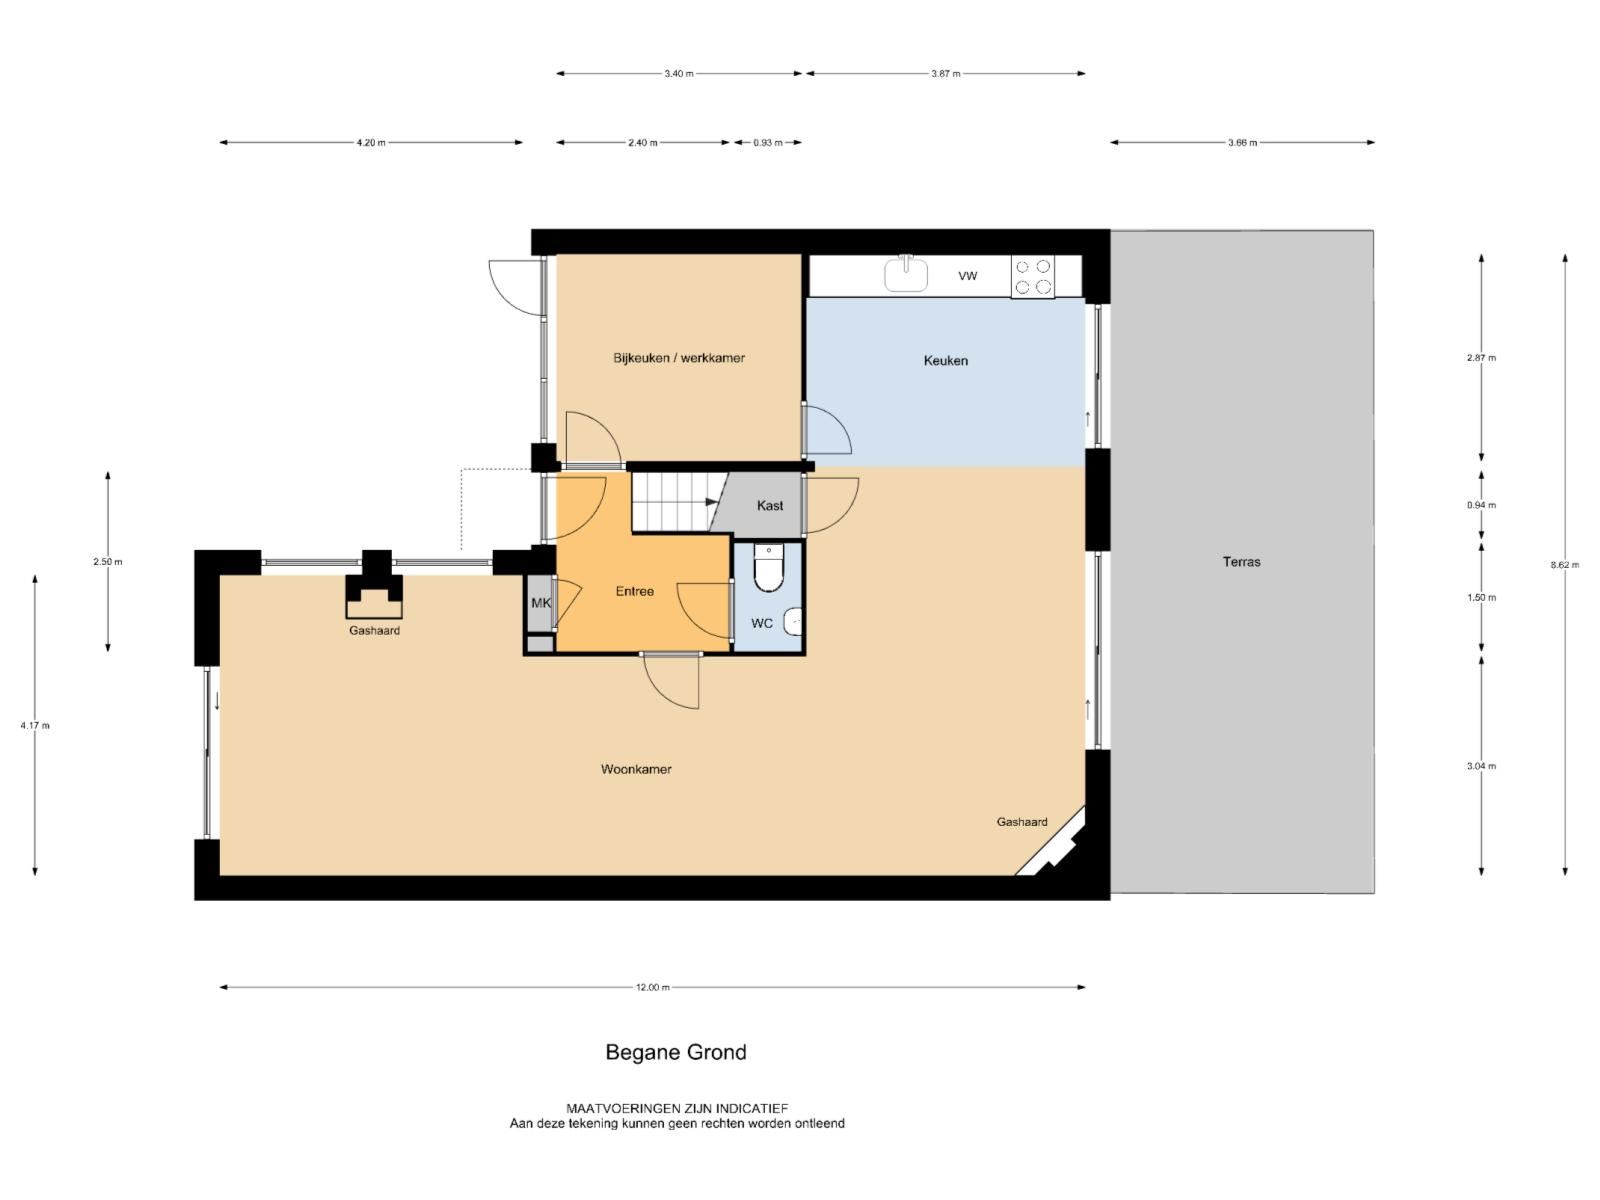 3.40 m
3.87 m
4.20 m
2.40 m
0.93 m
3.66 m
VW
Bijkeuken / werkkamer
Keuken
2.87 m
Kast
0.94 m
2.50 m
Terras
8.62 m
Entree
MK
1.50 m
WC
Gashaard
4.17 m
Woonkamer
3.04 m
Gashaard
12.00 m
Begane Grond
MAATVOERINGEN ZIJN INDICATIEF
Aan deze tekening kunnen geen rechten worden ontleend